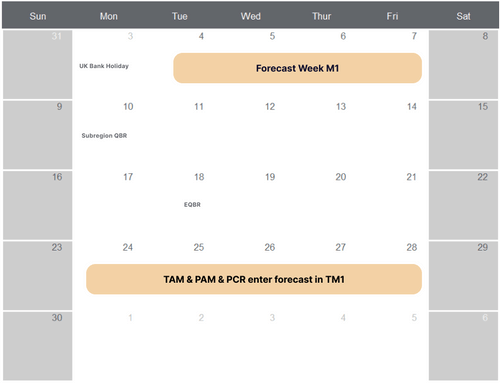 Sun Mon Tue Wed Thur Fri Sat
31 3 4 5 6 7 8
UK Bank Holiday
Forecast Week M1
9 10 11 12 13 14 15
Subregion QBR
16 17 18 19 20 21 22
EQBR
23 24 25 26 27 28 29
TAM & PAM & PCR enter forecast in TM1
30 1 2 3 4 5 6